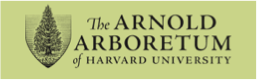 The ARNOLD
ARBORETUM
of HARVARD UNIVERSITY